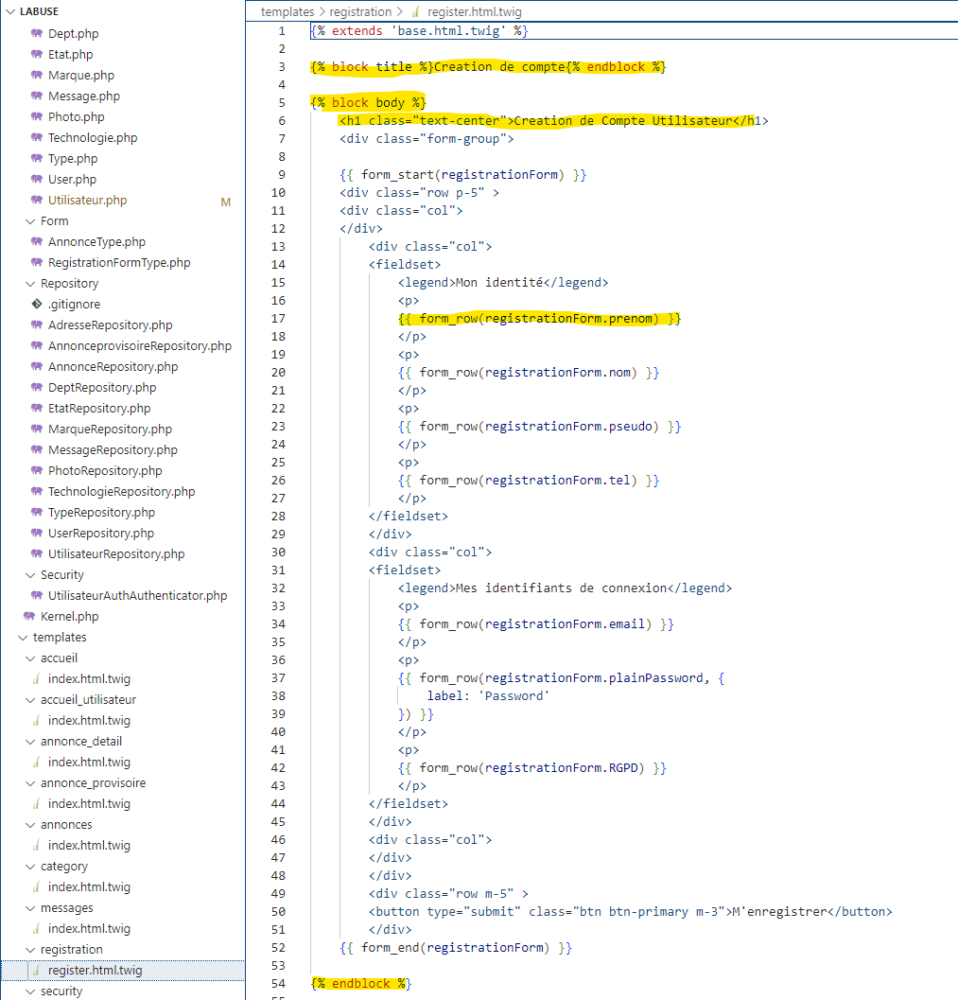 LABUSE
Dept.php
Etat.php
Marque.php
Message.php
Photo.php
Technologie.php
Type.php
User.php
Utilisateur.php M
Form
AnnonceType.php
RegistrationFormType.php
Repository
.gitignore
AdresseRepository.php
AnnonceprovisoireRepository.php
AnnonceRepository.php
DeptRepository.php
EtatRepository.php
MarqueRepository.php
MessageRepository.php
PhotoRepository.php
TechnologieRepository.php
TypeRepository.php
UserRepository.php
UtilisateurRepository.php
Security
UtilisateurAuthAuthenticator.php
Kernel.php
templates
accueil
index.html.twig
accueil_utilisateur
index.html.twig
annonce_detail
index.html.twig
annonce_provisoire
index.html.twig
annonces
index.html.twig
category
index.html.twig
messages
index.html.twig
registration
register.html.twig
security
templates > registration > register.html.twig
1 {% extends 'base.html.twig' %}
2
3 {% block title %}Creation de compte{% endblock %}
4
5 {% block body %}
6 <h1 class="text-center">Creation de Compte Utilisateur</h1>
7 <div class="form-group">
8
9 {{ form_start(registrationForm) }}
10 <div class="row p-5" >
11 <div class="col">
12 </div>
13 <div class="col">
14 <fieldset>
15 <legend>Mon identité</legend>
16 <p>
17 {{ form_row(registrationForm.prenom) }}
18 </p>
19 <p>
20 {{ form_row(registrationForm.nom) }}
21 </p>
22 <p>
23 {{ form_row(registrationForm.pseudo) }}
24 </p>
25 <p>
26 {{ form_row(registrationForm.tel) }}
27 </p>
28 </fieldset>
29 </div>
30 <div class="col">
31 <fieldset>
32 <legend>Mes identifiants de connexion</legend>
33 <p>
34 {{ form_row(registrationForm.email) }}
35 </p>
36 <p>
37 {{ form_row(registrationForm.plainPassword, {
38 label: 'Password'
39 }) }}
40 </p>
41 <p>
42 {{ form_row(registrationForm.RGPD) }}
43 </p>
44 </fieldset>
45 </div>
46 <div class="col">
47 </div>
48 </div>
49 <div class="row m-5" >
50 <button type="submit" class="btn btn-primary m-3">M'enregistrer</button>
51 </div>
52 {{ form_end(registrationForm) }}
53
54 {% endblock %}